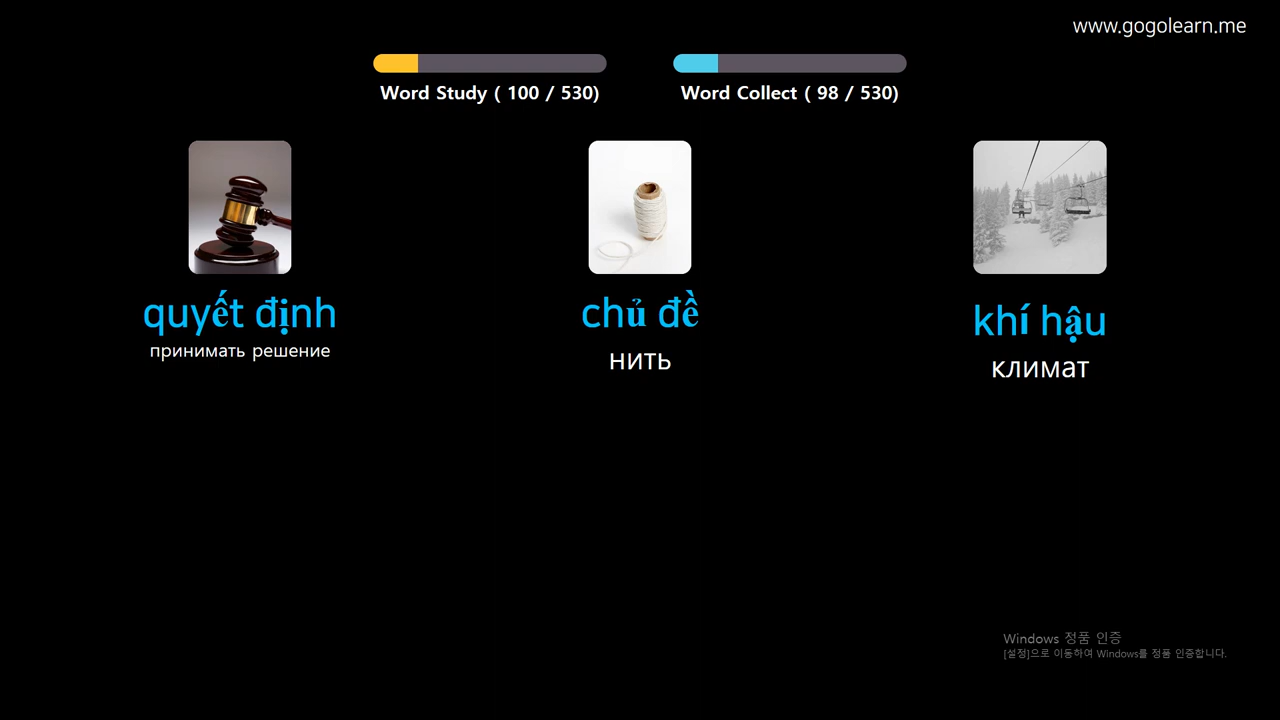 www.gogolearn.me
Word Study ( 100 / 530)
Word Collect ( 98 / 530)
quyết định
принимать решение
chủ đề
нить
khí hậu
климат
Windows 정품 인증
[설정]으로 이동하여 Windows를 정품 인증합니다.